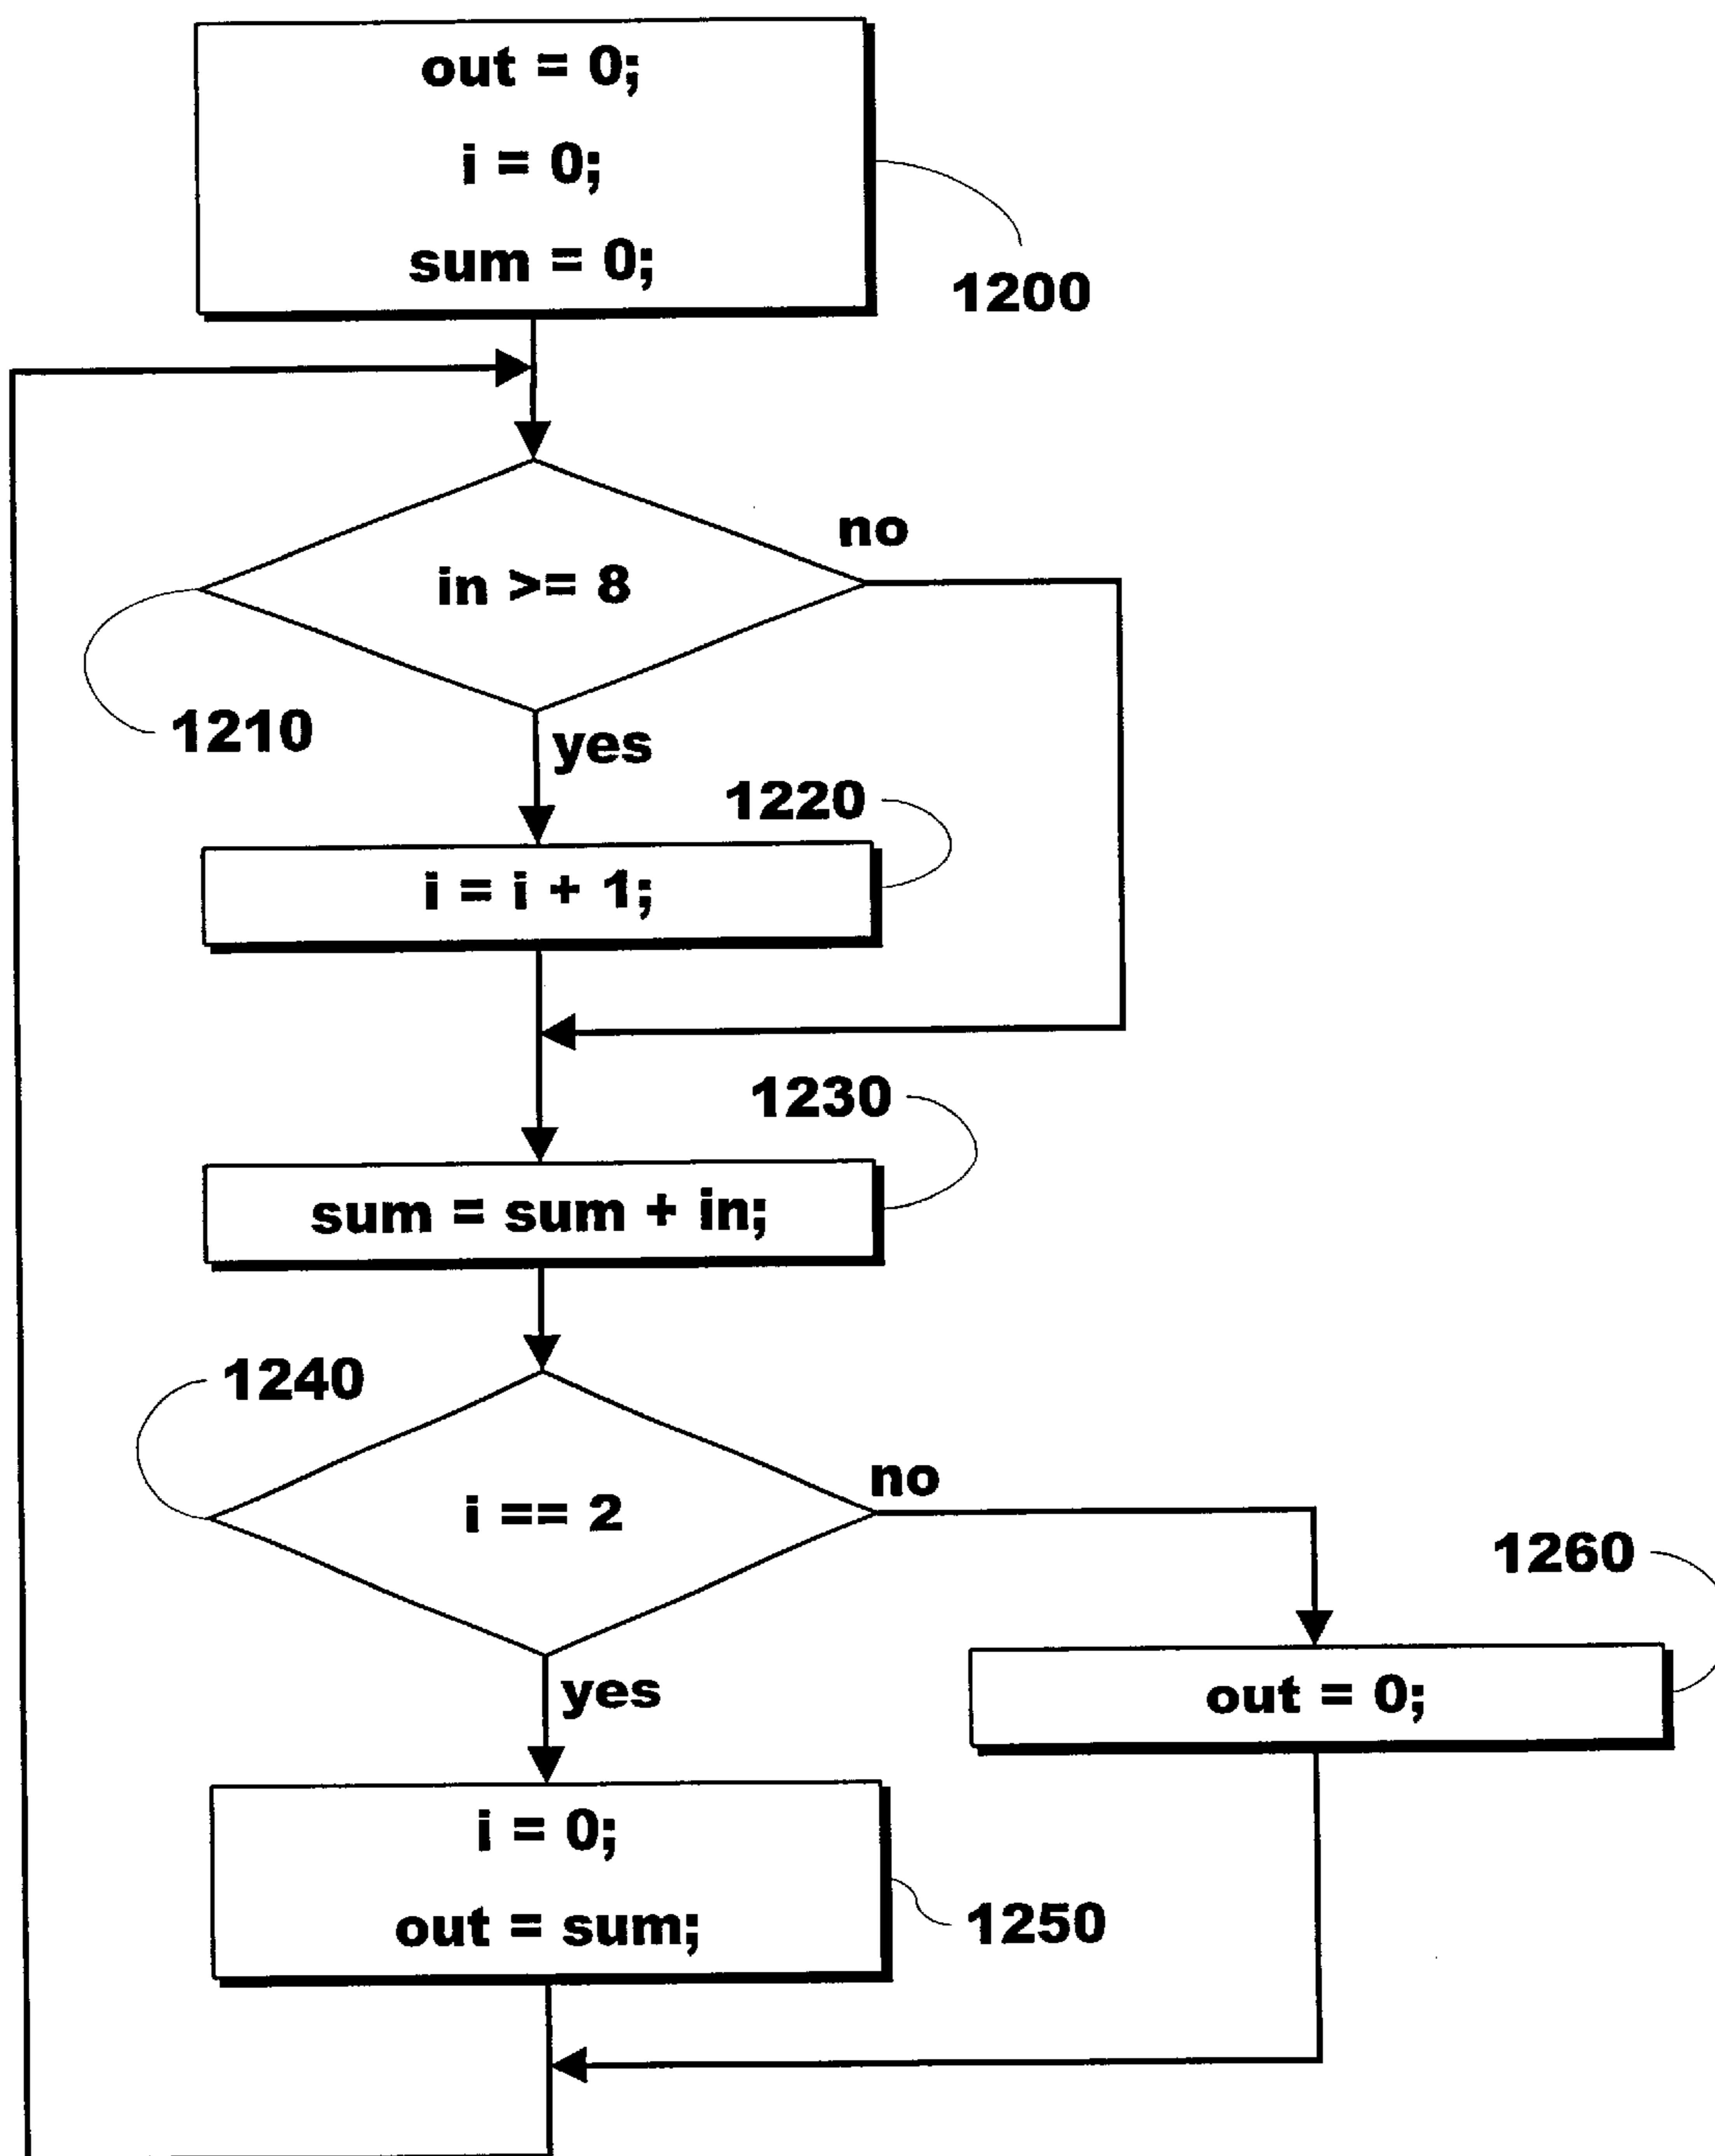 out = 0;
i = 0;
sum = 0;
1200
no
in >= 8
1210
yes
1220
i = i + 1;
1230
sum = sum + in;
1240
no
i == 2
1260
yes
out = 0;
i = 0;
out = sum;
1250